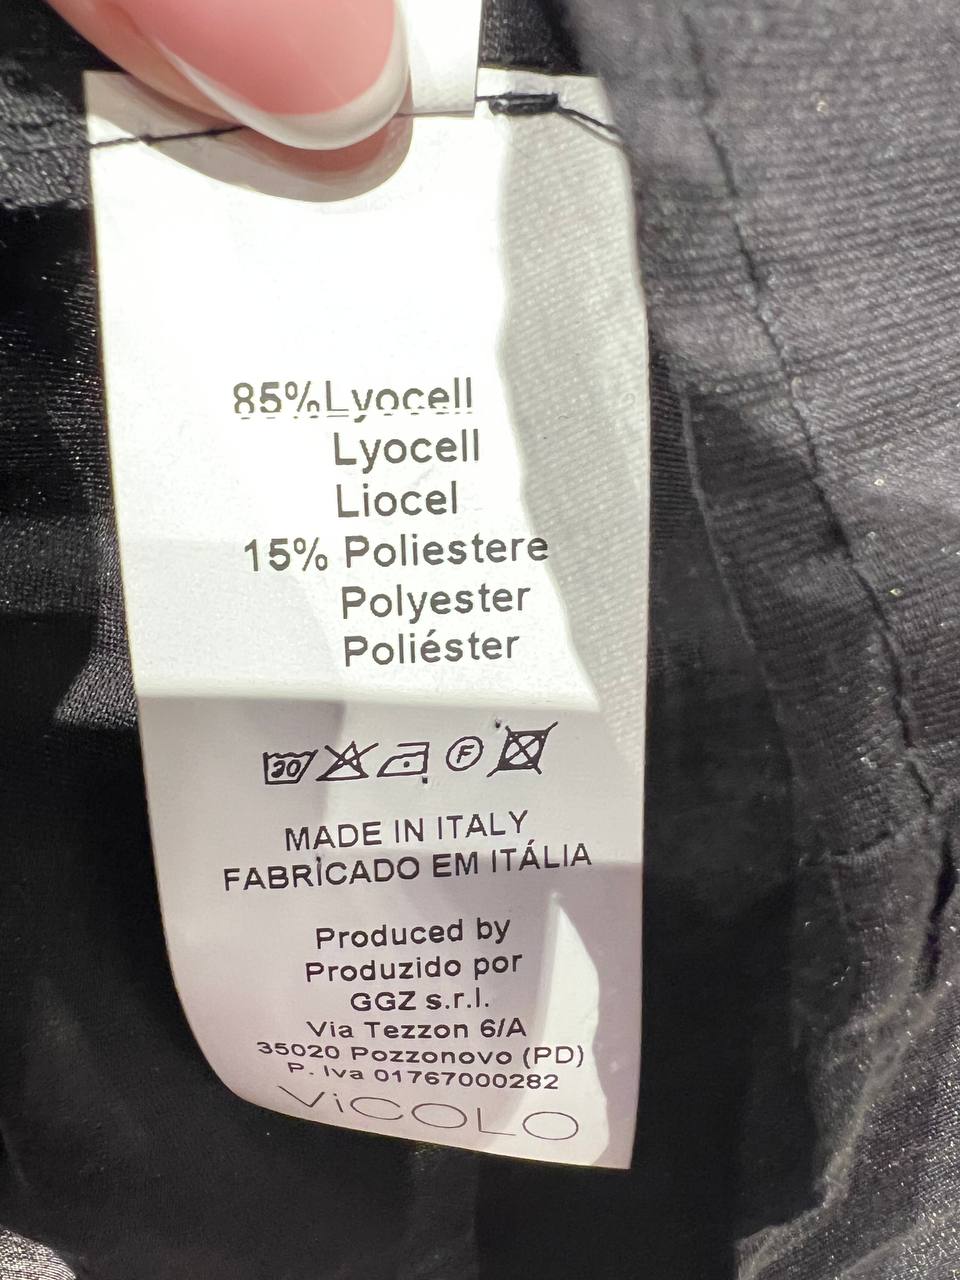 85%Lyocell
Lyocell
Liocel
15% Poliestere
Polyester
Poliéster
30 F
MADE IN ITALY
FABRICADO EM ITÁLIA
Produced by
Produzido por
GGZ s.r.l.
Via Tezzon 6/A
35020 Pozzonovo (PD)
P. Iva 01767000282
ViCOLO